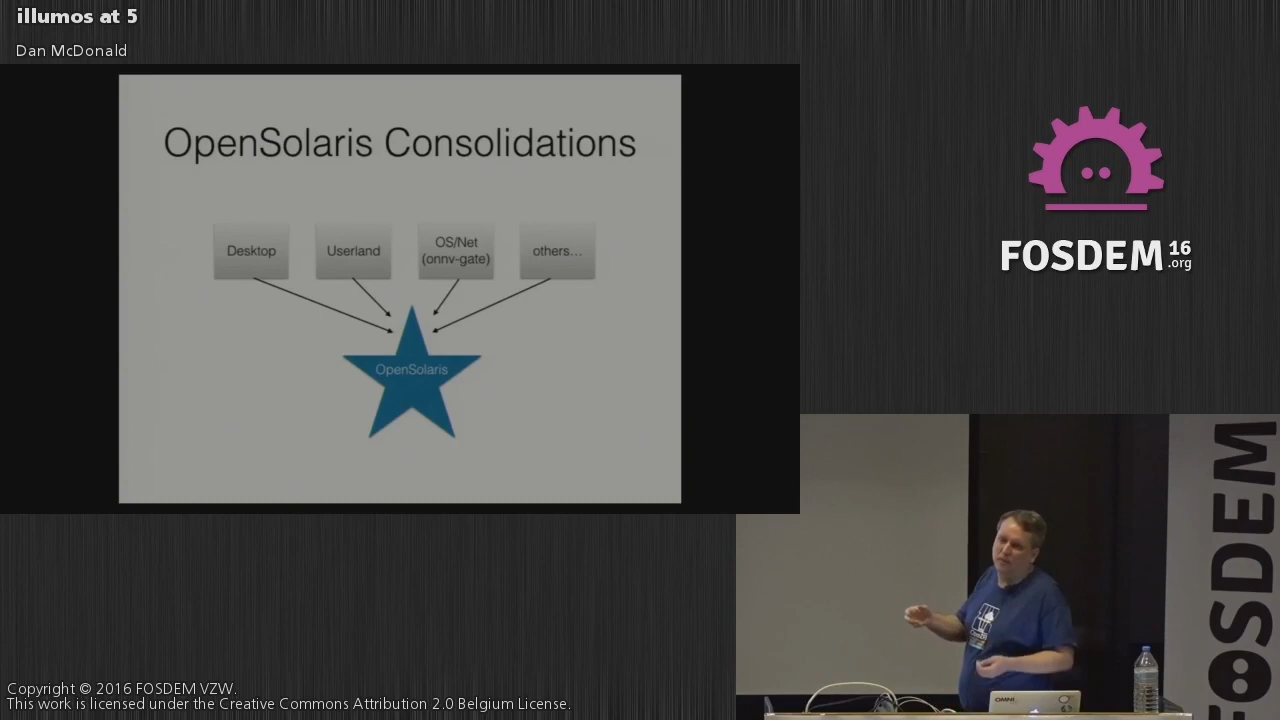 illumos at 5
Dan McDonald
OpenSolaris Consolidations
Desktop
Userland
OS/Net
(onnv-gate)
others...
OpenSolaris
FOSDEM 16
.org
FOSDEM
OMNI
Copyright © 2016 FOSDEM VZW.
This work is licensed under the Creative Commons Attribution 2.0 Belgium License